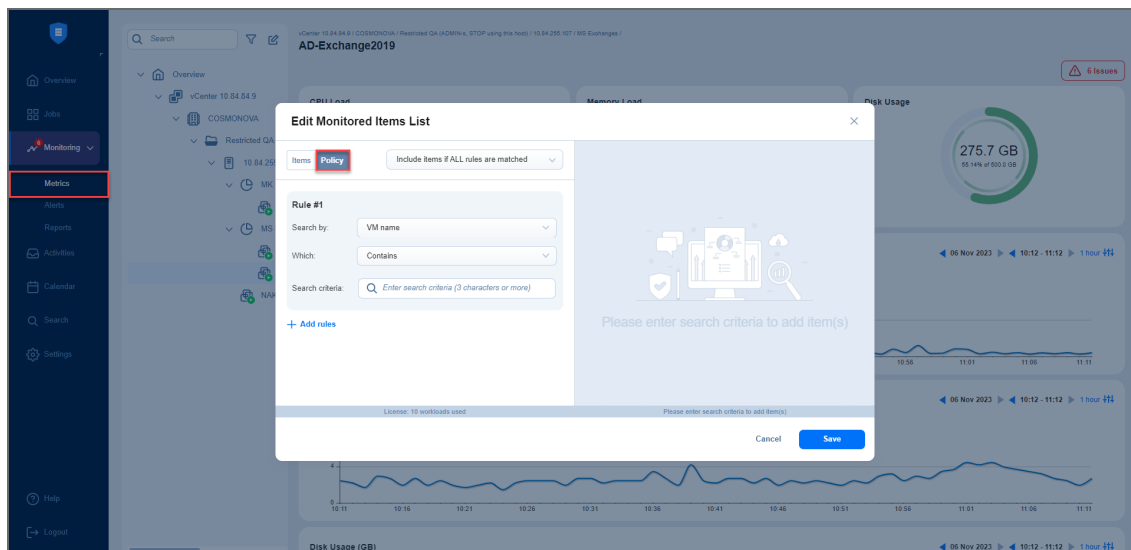 Search
vCenter 10.84.84.9 / COSMONOVA / Restricted QA (ADMIN-s, STOP using this host) / 10.84.255.107 / MS Exchanges /
AD-Exchange2019
Overview
Jobs
Monitoring
Metrics
Alerts
Reports
Activities
Calendar
Search
Settings
Help
Logout
Overview
vCenter 10.84.84.9
COSMONOVA
Restricted QA
10.84.25
MK
MS
NAK
6 Issues
CPU Load
Memory Load
Disk Usage
275.7 GB
55.14% of 500.0 GB
Edit Monitored Items List
Items
Policy
Include items if ALL rules are matched
Rule #1
Search by:
VM name
Which:
Contains
Search criteria:
Enter search criteria (3 characters or more)
Add rules
Please enter search criteria to add item(s)
License: 10 workloads used
Please enter search criteria to add item(s)
Cancel
Save
06 Nov 2023
10:12 - 11:12
1 hour
10:56
11:01
11:06
11:11
06 Nov 2023
10:12 - 11:12
1 hour
4
0
10:11
10:16
10:21
10:26
10:31
10:36
10:41
10:46
10:51
10:56
11:01
11:06
11:11
Disk Usage (GB)
06 Nov 2023
10:12 - 11:12
1 hour